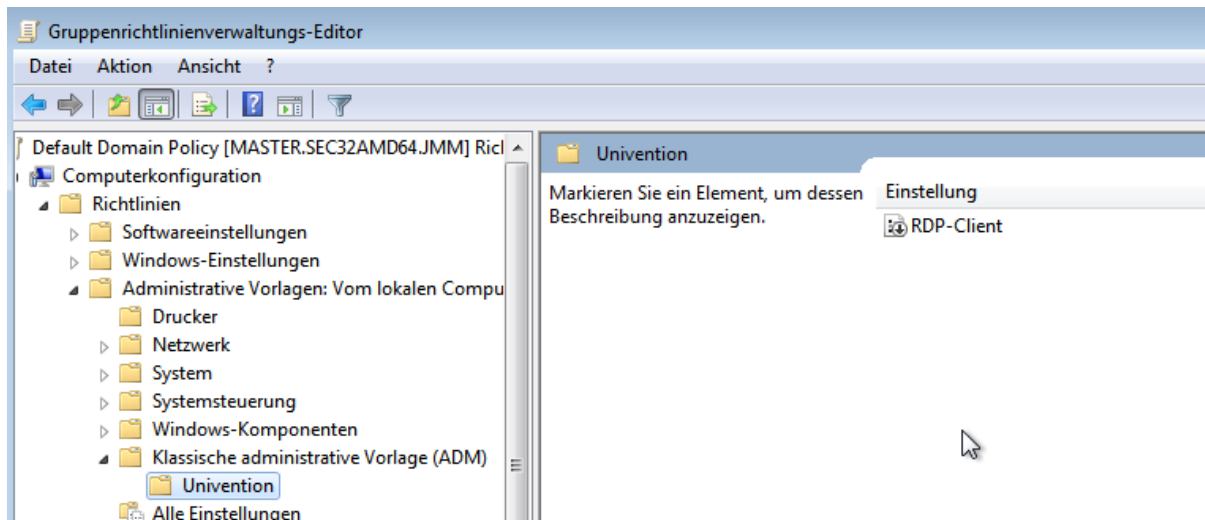 Gruppenrichtlinienverwaltungs-Editor
Datei Aktion Ansicht ?
Default Domain Policy [MASTER.SEC32AMD64.JMM] Ricl
Computerkonfiguration
Richtlinien
Softwareeinstellungen
Windows-Einstellungen
Administrative Vorlagen: Vom lokalen Compu
Drucker
Netzwerk
System
Systemsteuerung
Windows-Komponenten
Klassische administrative Vorlage (ADM)
Univention
Alle Einstellungen
Univention
Markieren Sie ein Element, um dessen
Beschreibung anzuzeigen.
Einstellung
RDP-Client